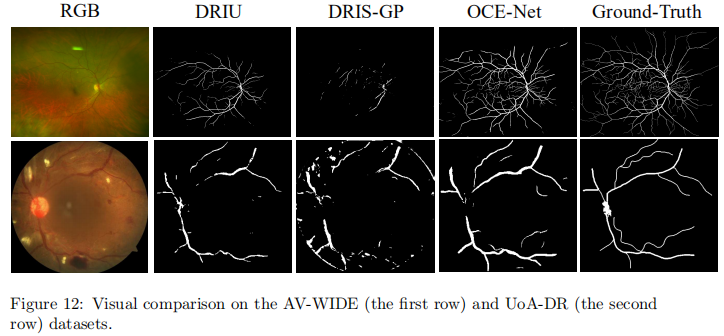 RGB DRIU DRIS-GP OCE-Net Ground-Truth
Figure 12: Visual comparison on the AV-WIDE (the first row) and UoA-DR (the second
row) datasets.